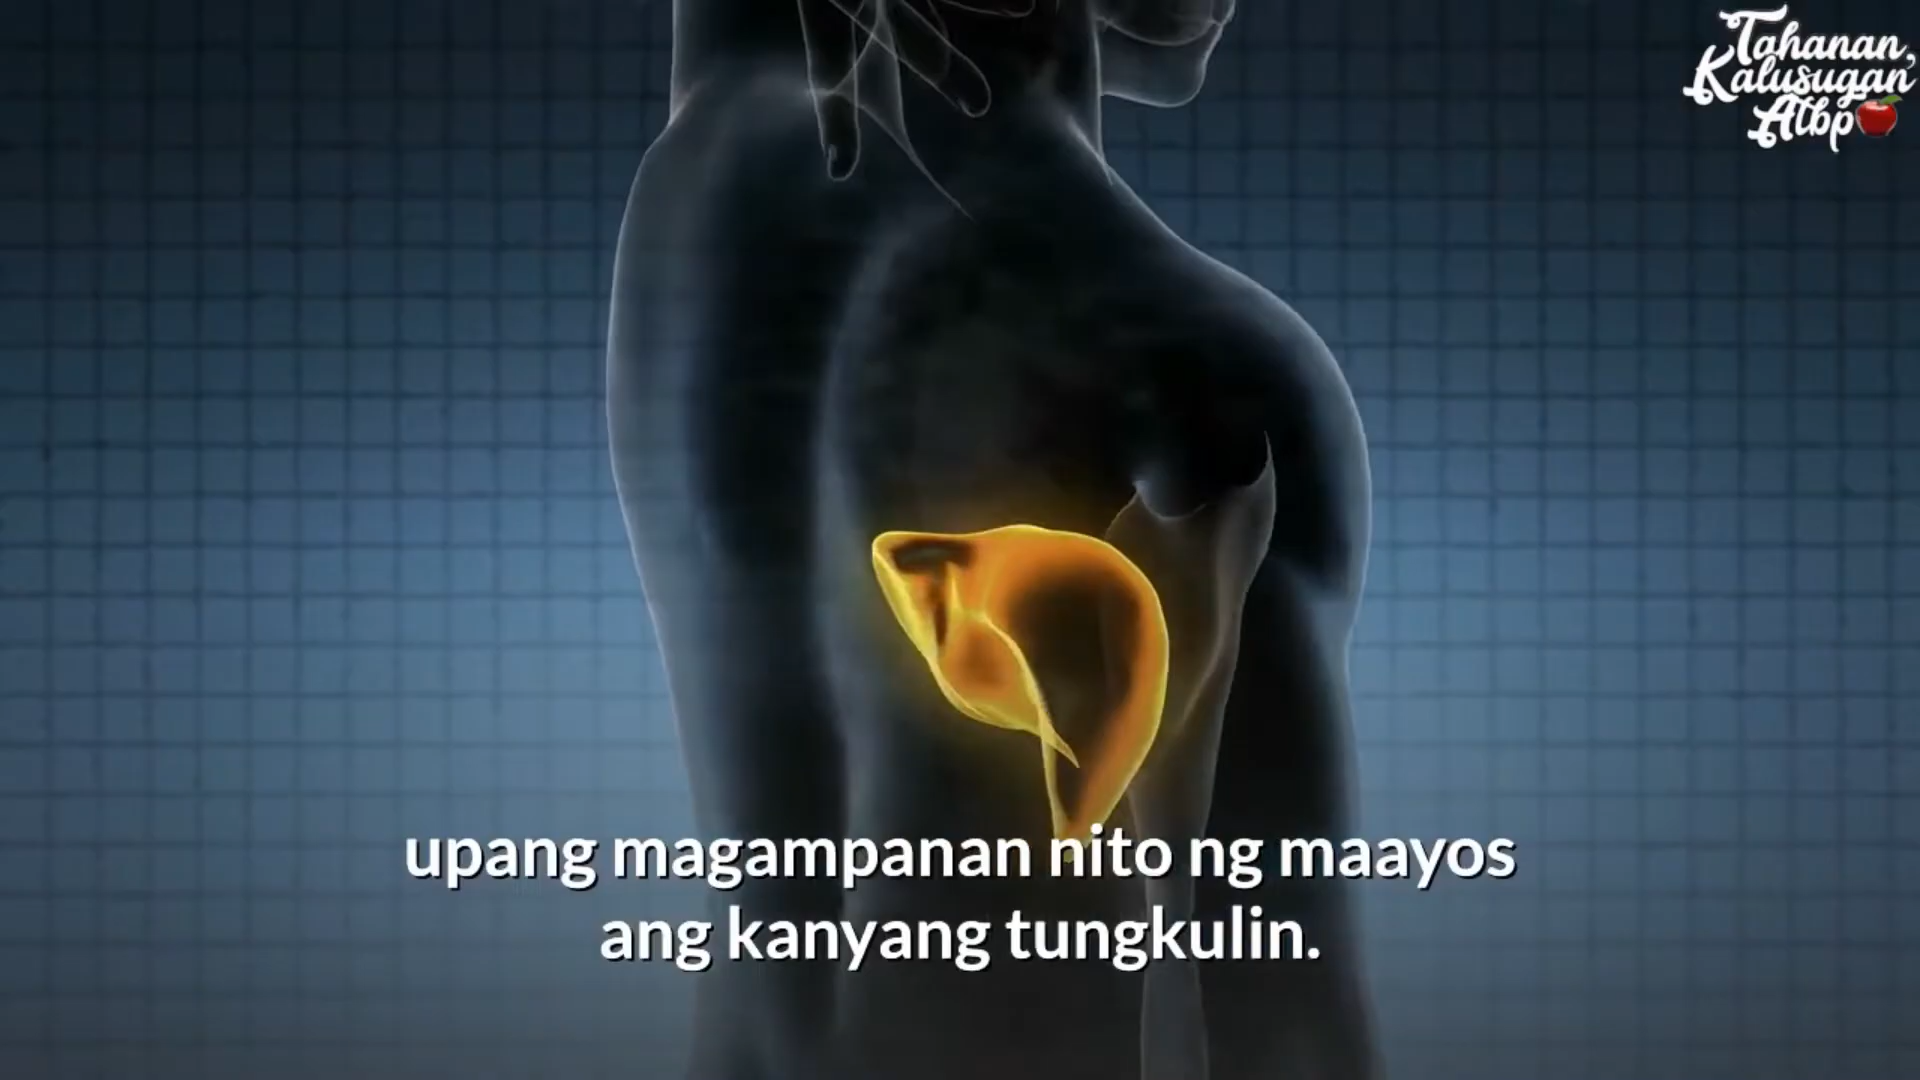 Tahanan,
Kalusugan
Atbp
upang magampanan nito ng maayos
ang kanyang tungkulin.